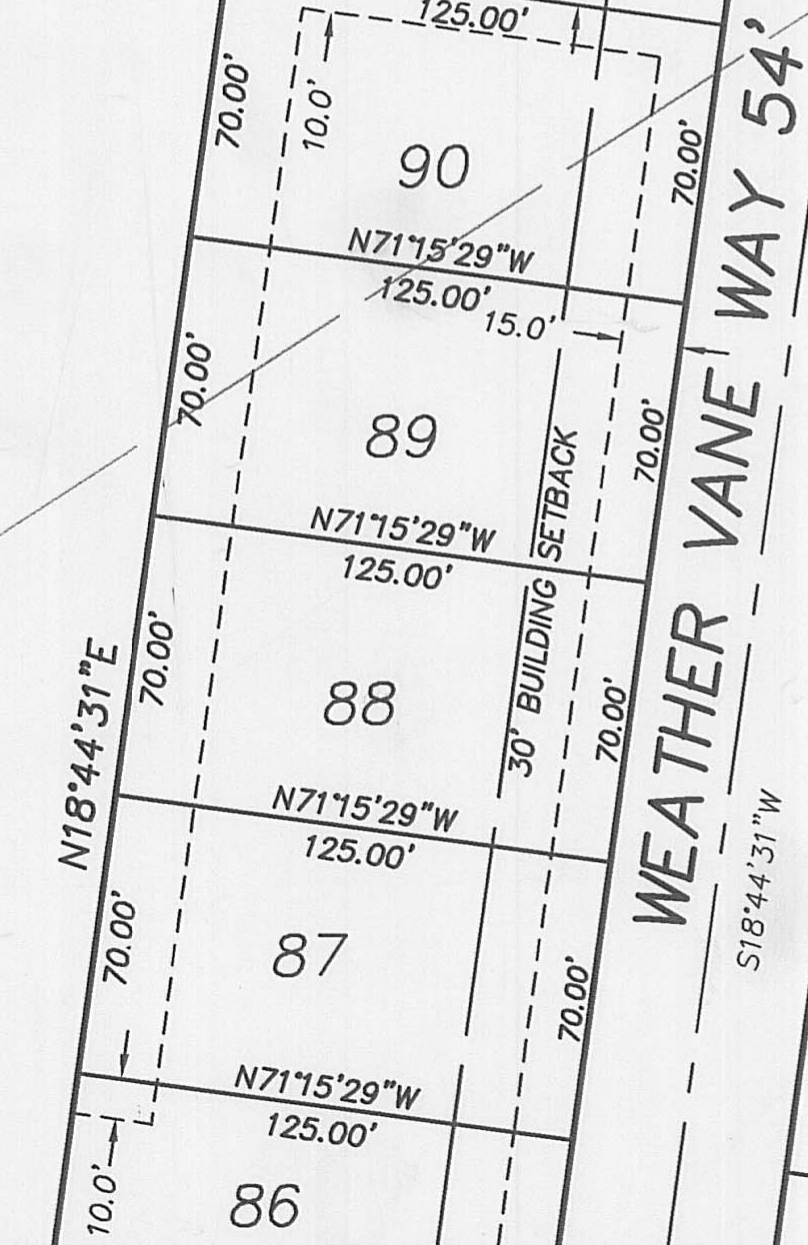 125.00'
70.00'
10.0'
90
70.00'
WEATHER VANE WAY 54'
N71°15'29"W
125.00'
15.0'
70.00'
89
70.00'
30' BUILDING SETBACK
N71°15'29"W
125.00'
N18°44'31"E
70.00'
88
70.00'
N71°15'29"W
125.00'
S18°44'31"W
70.00'
87
70.00'
N71°15'29"W
125.00'
10.0'
86